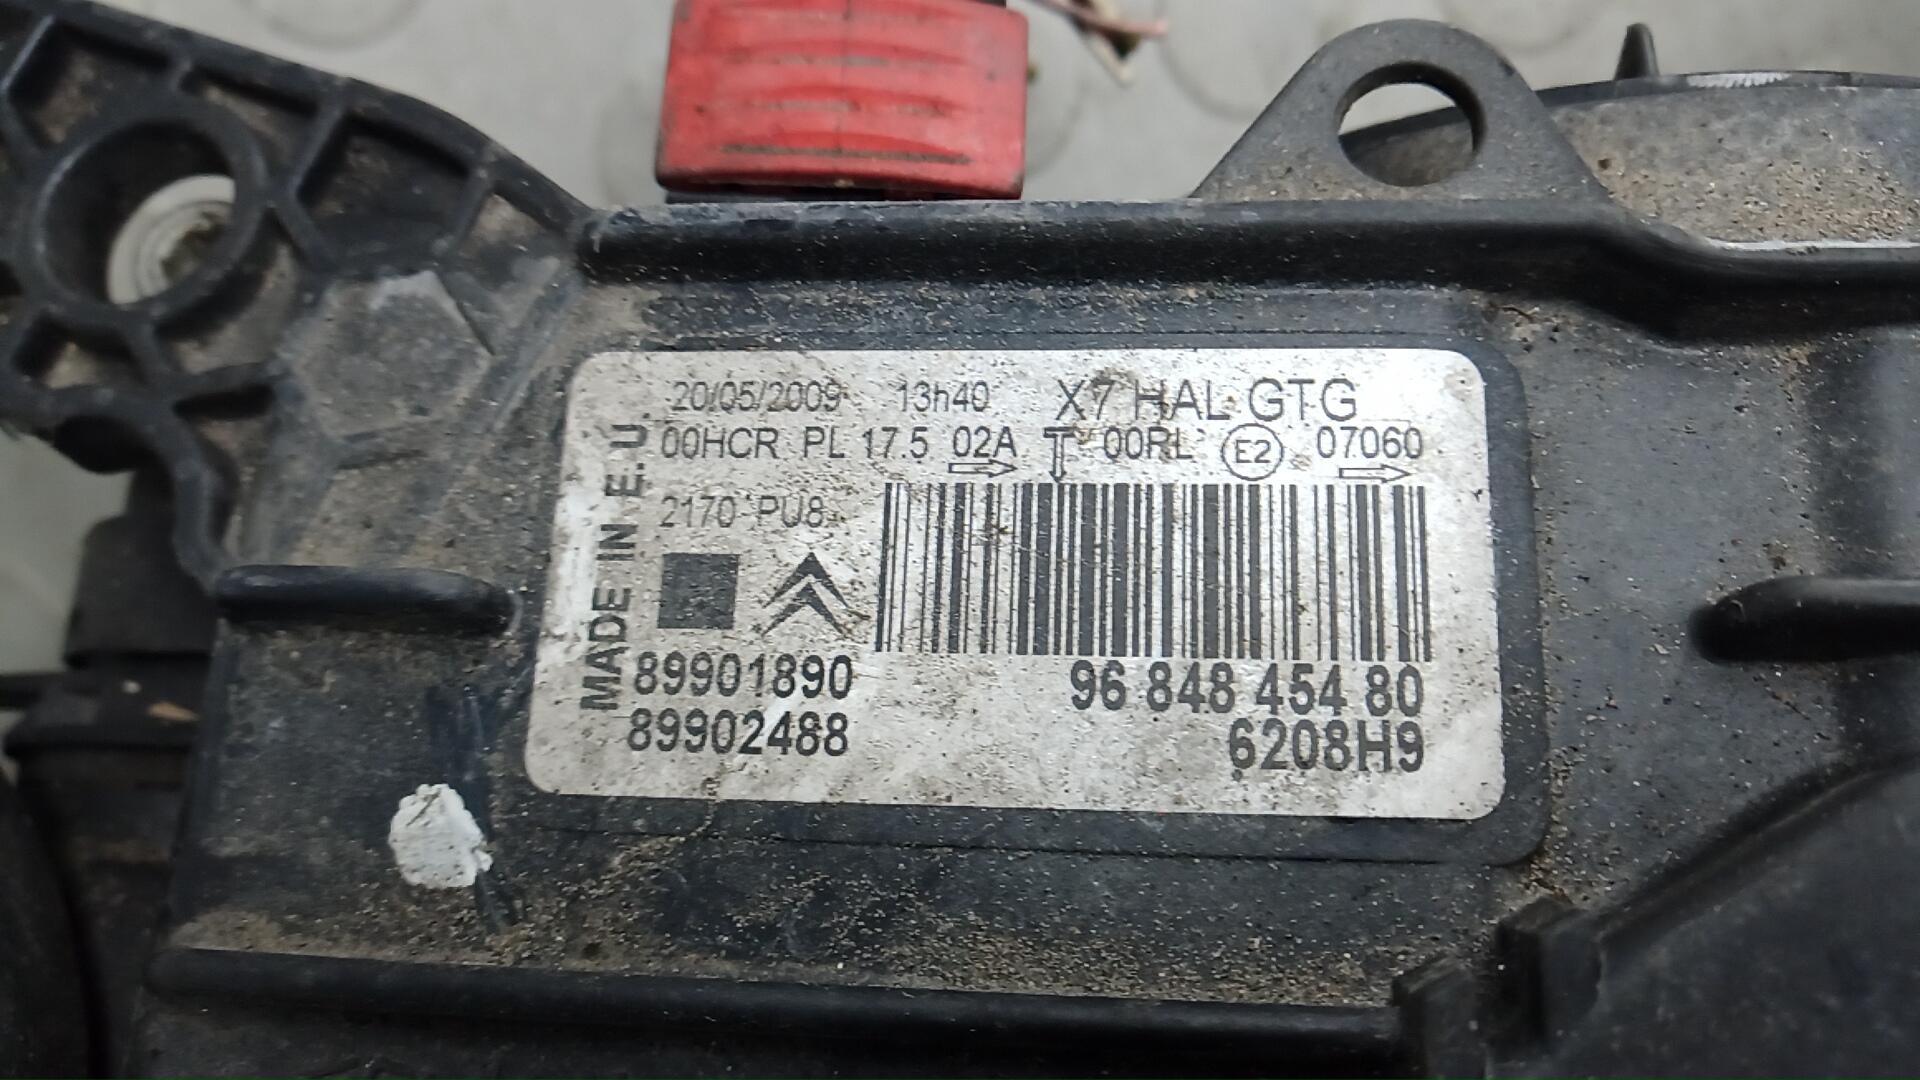 20/05/2009 13h40 X7 HAL GTG
00HCR PL 17.5 02A T 00RL E2 07060
2170 PU8
MADE IN E.U.
89901890 96 848 454 80
89902488 6208H9